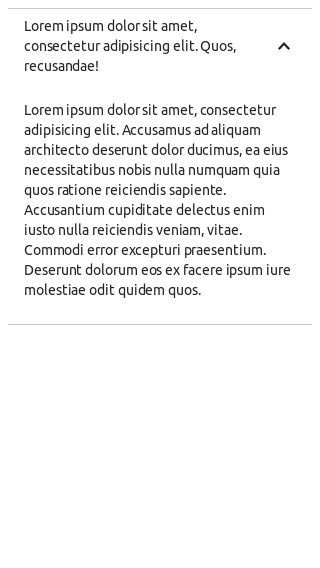 Lorem ipsum dolor sit amet,
consectetur adipisicing elit. Quos,
recusandae!
Lorem ipsum dolor sit amet, consectetur
adipisicing elit. Accusamus ad aliquam
architecto deserunt dolor ducimus, ea eius
necessitatibus nobis nulla numquam quia
quos ratione reiciendis sapiente.
Accusantium cupiditate delectus enim
iusto nulla reiciendis veniam, vitae.
Commodi error excepturi praesentium.
Deserunt dolorum eos ex facere ipsum iure
molestiae odit quidem quos.